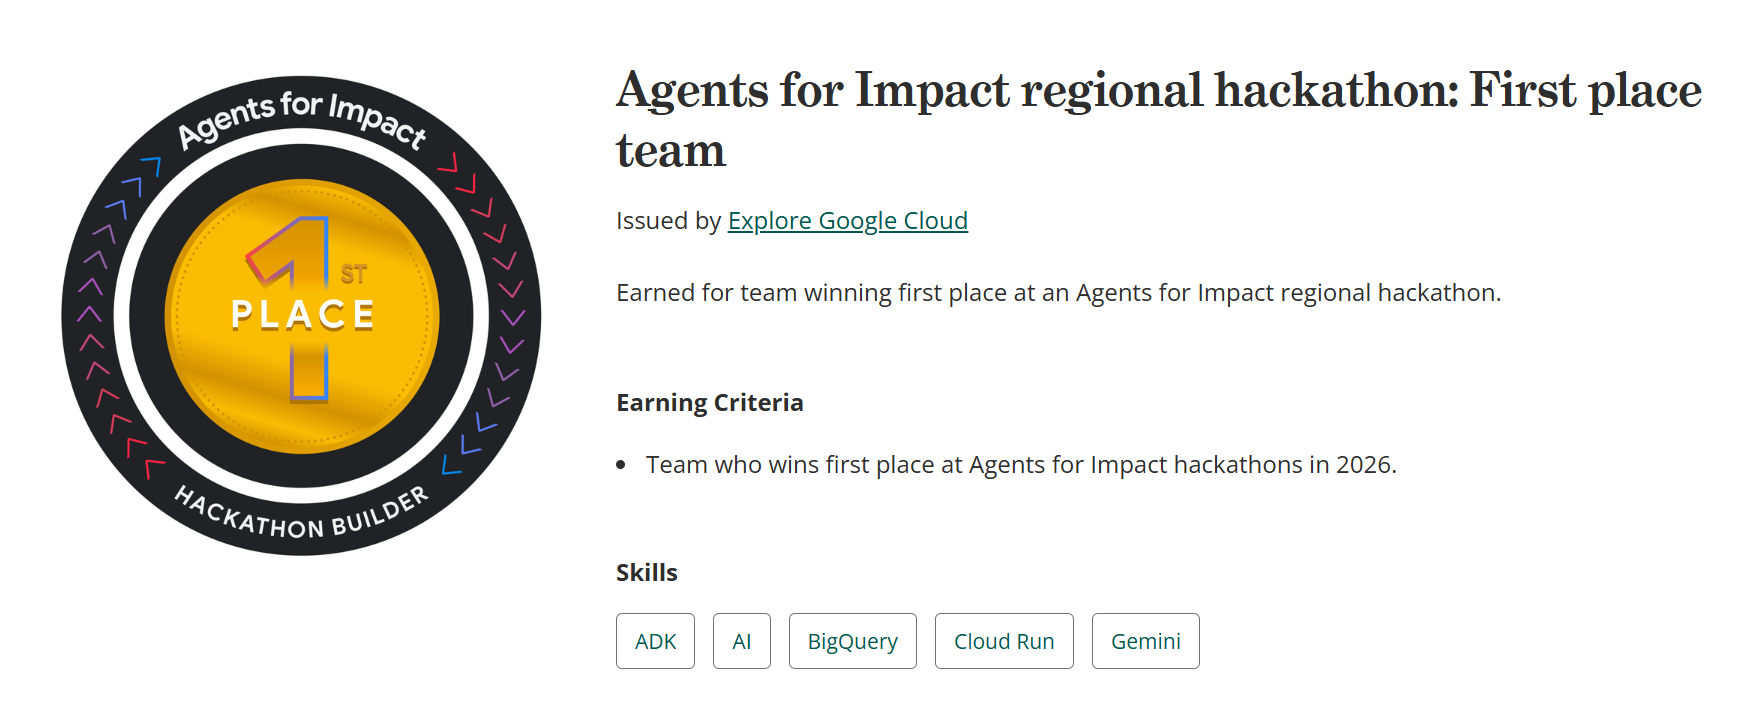 Agents for Impact
1 ST
PLACE
HACKATHON BUILDER
Agents for Impact regional hackathon: First place
team
Issued by Explore Google Cloud
Earned for team winning first place at an Agents for Impact regional hackathon.
Earning Criteria
• Team who wins first place at Agents for Impact hackathons in 2026.
Skills
ADK AI BigQuery Cloud Run Gemini